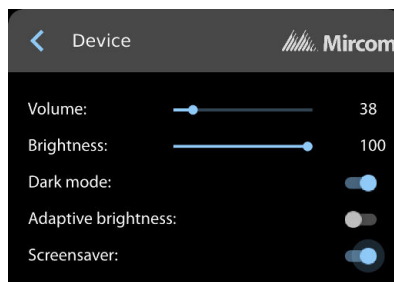 Device
Mircom
Volume: 38
Brightness: 100
Dark mode:
Adaptive brightness:
Screensaver: